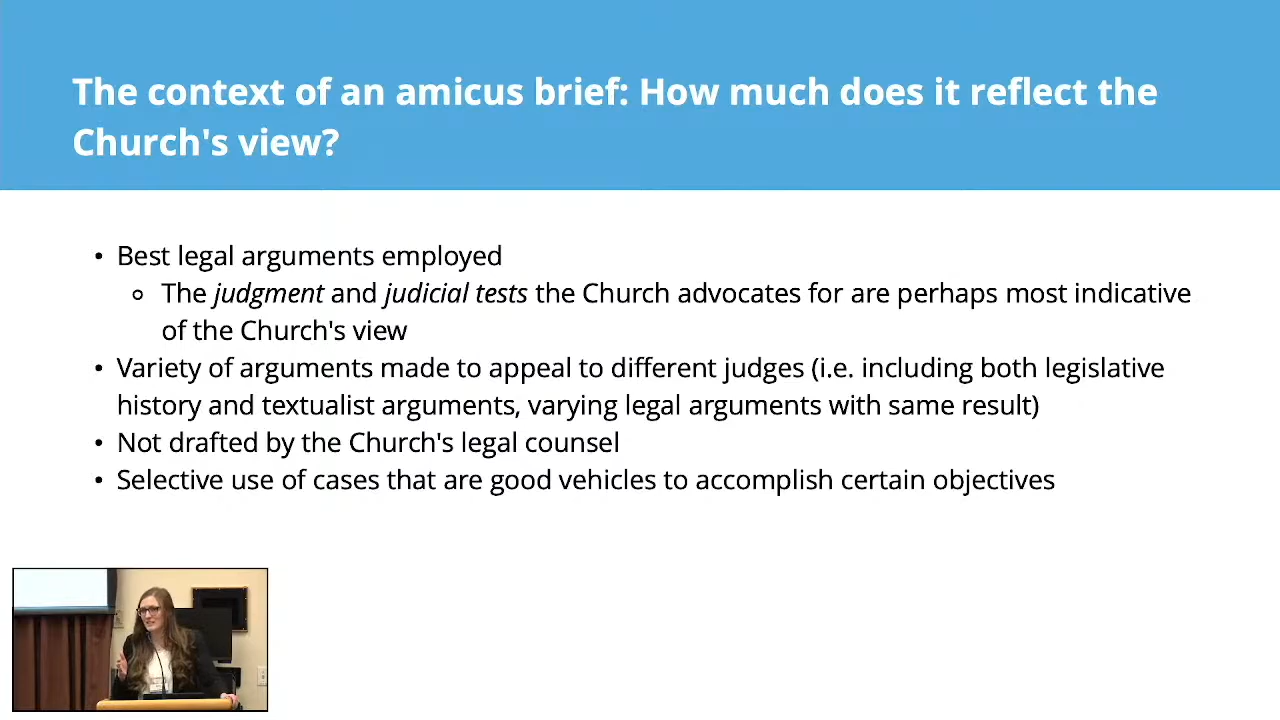 The context of an amicus brief: How much does it reflect the
Church's view?
• Best legal arguments employed
○ The judgment and judicial tests the Church advocates for are perhaps most indicative
of the Church's view
• Variety of arguments made to appeal to different judges (i.e. including both legislative
history and textualist arguments, varying legal arguments with same result)
• Not drafted by the Church's legal counsel
• Selective use of cases that are good vehicles to accomplish certain objectives